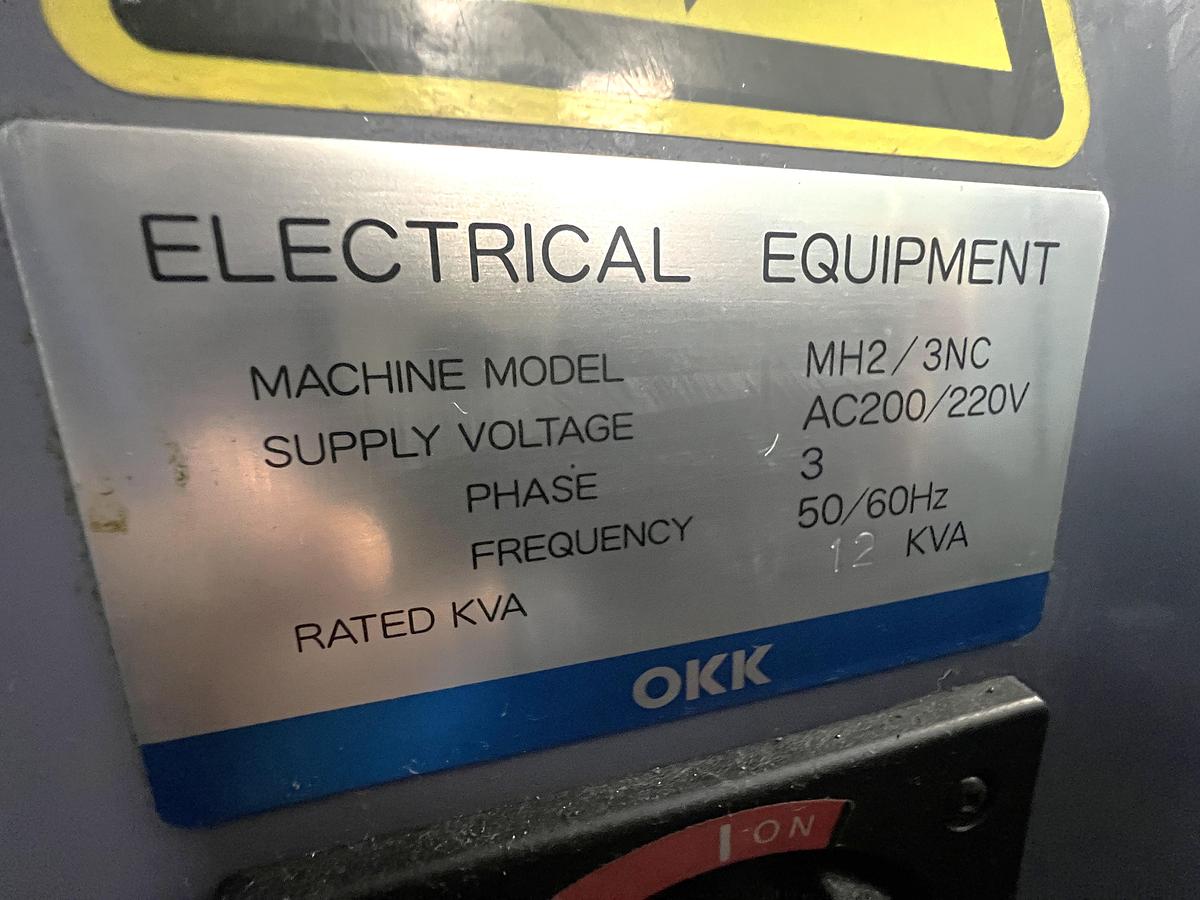 ELECTRICAL EQUIPMENT
MACHINE MODEL MH2/3NC
SUPPLY VOLTAGE AC200/220V
PHASE 3
FREQUENCY 50/60Hz
RATED KVA 12 KVA
OKK
I ON